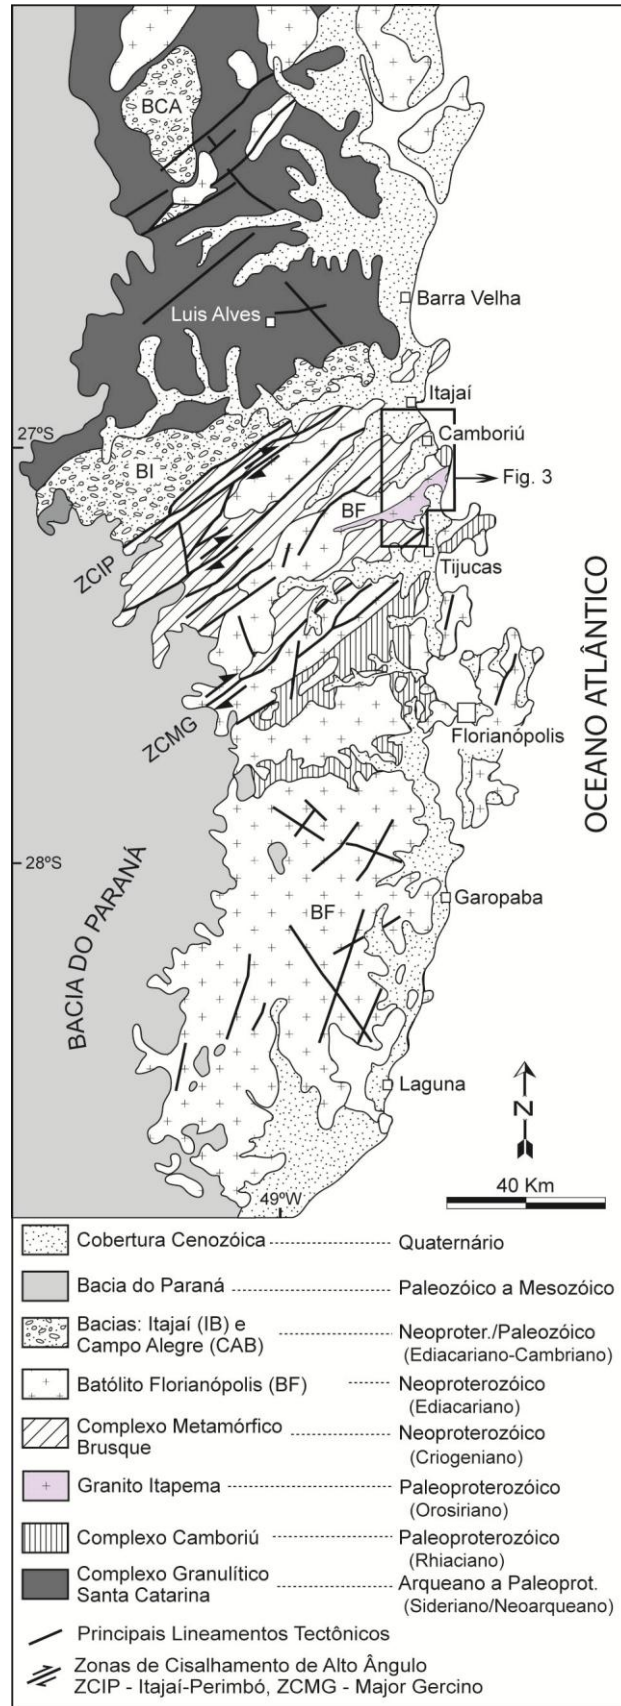 BCA
Barra Velha
Luis Alves
Itajaí
27ºS
Camboriú
BI
Fig. 3
BF
ZCIP
Tijucas
ZCMG
Florianópolis
OCEANO ATLÂNTICO
28ºS
BACIA DO PARANÁ
BF
Garopaba
Laguna
N
49ºW
40 Km
Cobertura Cenozóica ---------------- Quaternário
Bacia do Paraná ---------------- Paleozóico a Mesozóico
Bacias: Itajaí (IB) e
Campo Alegre (CAB) ---------------- Neoproter./Paleozóico
(Ediacariano-Cambriano)
Batólito Florianópolis (BF) ---------------- Neoproterozóico
(Ediacariano)
Complexo Metamórfico
Brusque ---------------- Neoproterozóico
(Criogeniano)
Granito Itapema ---------------- Paleoproterozóico
(Orosiriano)
Complexo Camboriú ---------------- Paleoproterozóico
(Rhiaciano)
Complexo Granulítico
Santa Catarina ---------------- Arqueano a Paleoprot.
(Sideriano/Neoarqueano)
Principais Lineamentos Tectônicos
Zonas de Cisalhamento de Alto Ângulo
ZCIP - Itajaí-Perimbó, ZCMG - Major Gercino